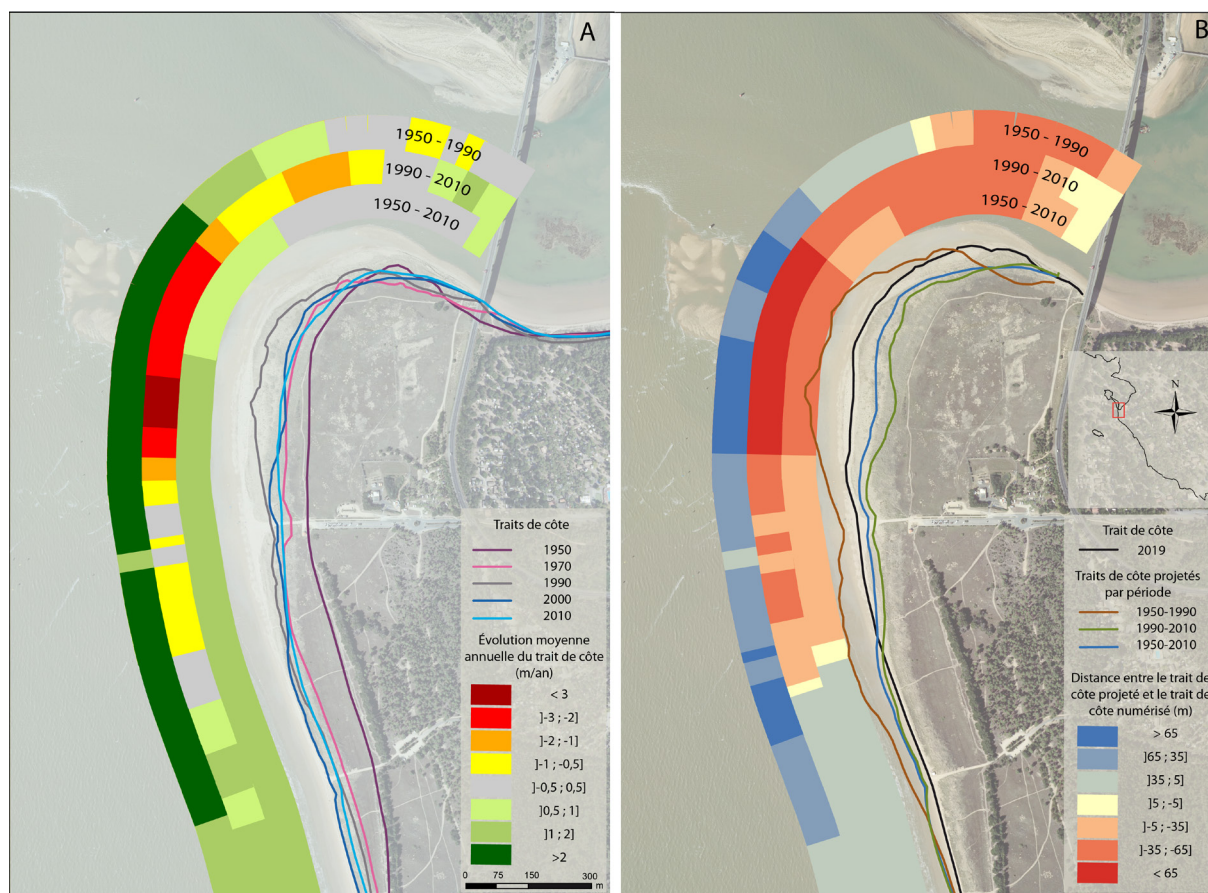 A
1950 - 1990
1990 - 2010
1950 - 2010
Traits de côte
1950
1970
1990
2000
2010
Évolution moyenne
annuelle du trait de côte
(m/an)
< 3
]-3 ; -2]
]-2 ; -1]
]-1 ; -0,5]
]-0,5 ; 0,5]
]0,5 ; 1]
]1 ; 2]
>2
0 75 150 300
m
B
1950 - 1990
1990 - 2010
1950 - 2010
N
Trait de côte
2019
Traits de côte projetés
par période
1950-1990
1990-2010
1950-2010
Distance entre le trait de
côte projeté et le trait de
côte numérisé (m)
> 65
]65 ; 35]
]35 ; 5]
]5 ; -5]
]-5 ; -35]
]-35 ; -65]
< 65